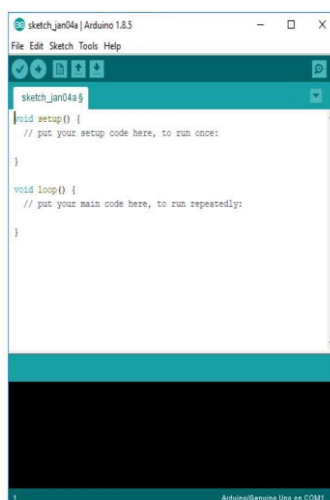 sketch_jan04a | Arduino 1.8.5
File Edit Sketch Tools Help
sketch_jan04a §
void setup() {
// put your setup code here, to run once:
}
void loop() {
// put your main code here, to run repeatedly:
}
1 Arduino/Genuino Uno on COM1